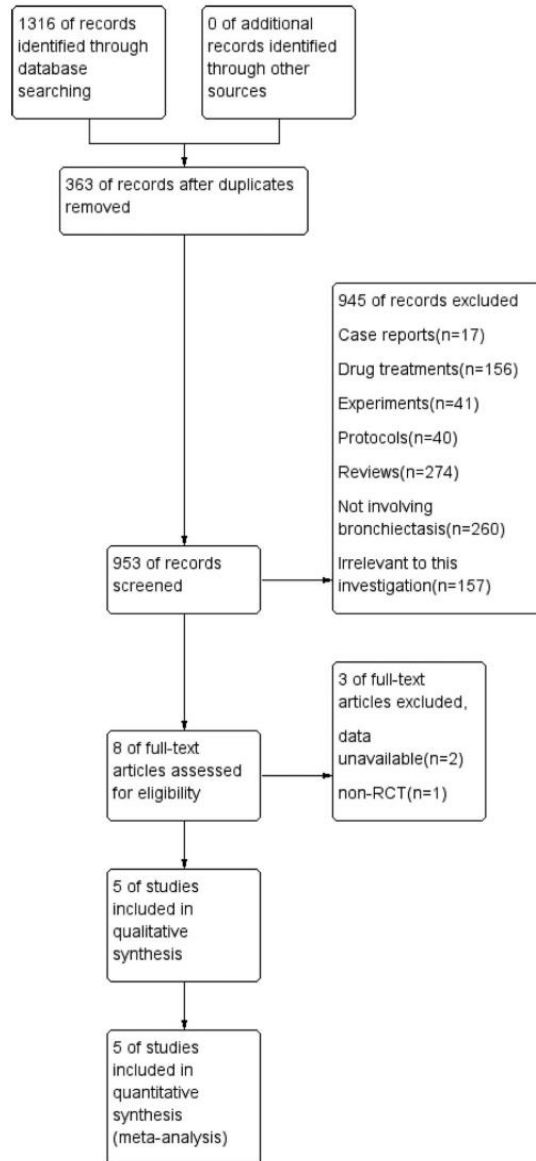 1316 of records
identified through
database
searching
0 of additional
records identified
through other
sources
363 of records after duplicates
removed
945 of records excluded
Case reports(n=17)
Drug treatments(n=156)
Experiments(n=41)
Protocols(n=40)
Reviews(n=274)
Not involving
bronchiectasis(n=260)
Irrelevant to this
investigation(n=157)
953 of records
screened
3 of full-text
articles excluded,
data
unavailable(n=2)
non-RCT(n=1)
8 of full-text
articles assessed
for eligibility
5 of studies
included in
qualitative
synthesis
5 of studies
included in
quantitative
synthesis
(meta-analysis)